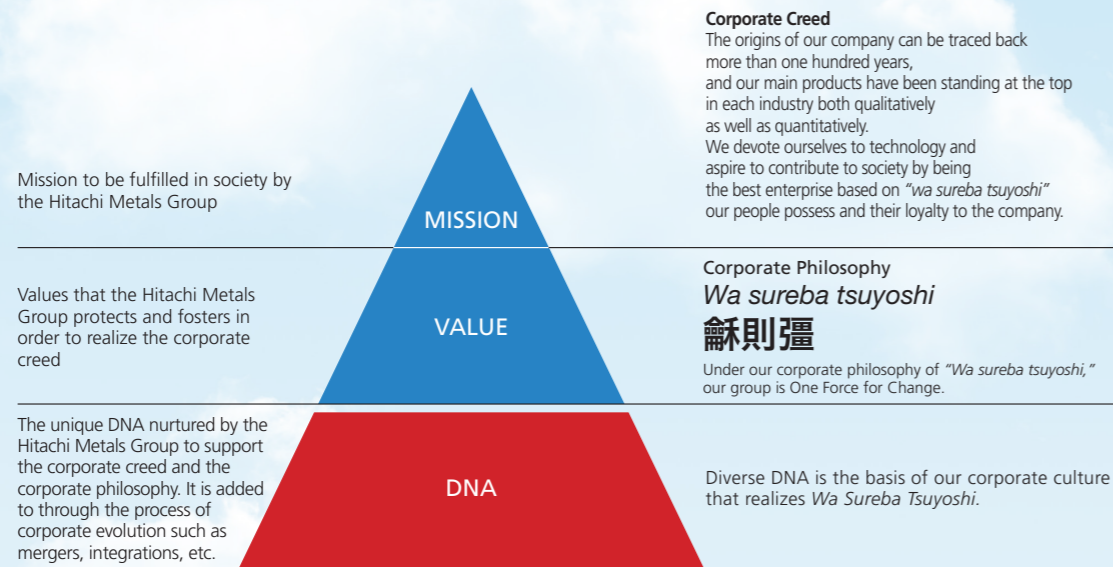 Mission to be fulfilled in society by
the Hitachi Metals Group
MISSION
Corporate Creed
The origins of our company can be traced back
more than one hundred years,
and our main products have been standing at the top
in each industry both qualitatively
as well as quantitatively.
We devote ourselves to technology and
aspire to contribute to society by being
the best enterprise based on “wa sureba tsuyoshi”
our people possess and their loyalty to the company.
Values that the Hitachi Metals
Group protects and fosters in
order to realize the corporate
creed
VALUE
Corporate Philosophy
Wa sureba tsuyoshi
龢則彊
Under our corporate philosophy of “Wa sureba tsuyoshi,”
our group is One Force for Change.
The unique DNA nurtured by the
Hitachi Metals Group to support
the corporate creed and the
corporate philosophy. It is added
to through the process of
corporate evolution such as
mergers, integrations, etc.
DNA
Diverse DNA is the basis of our corporate culture
that realizes Wa Sureba Tsuyoshi.